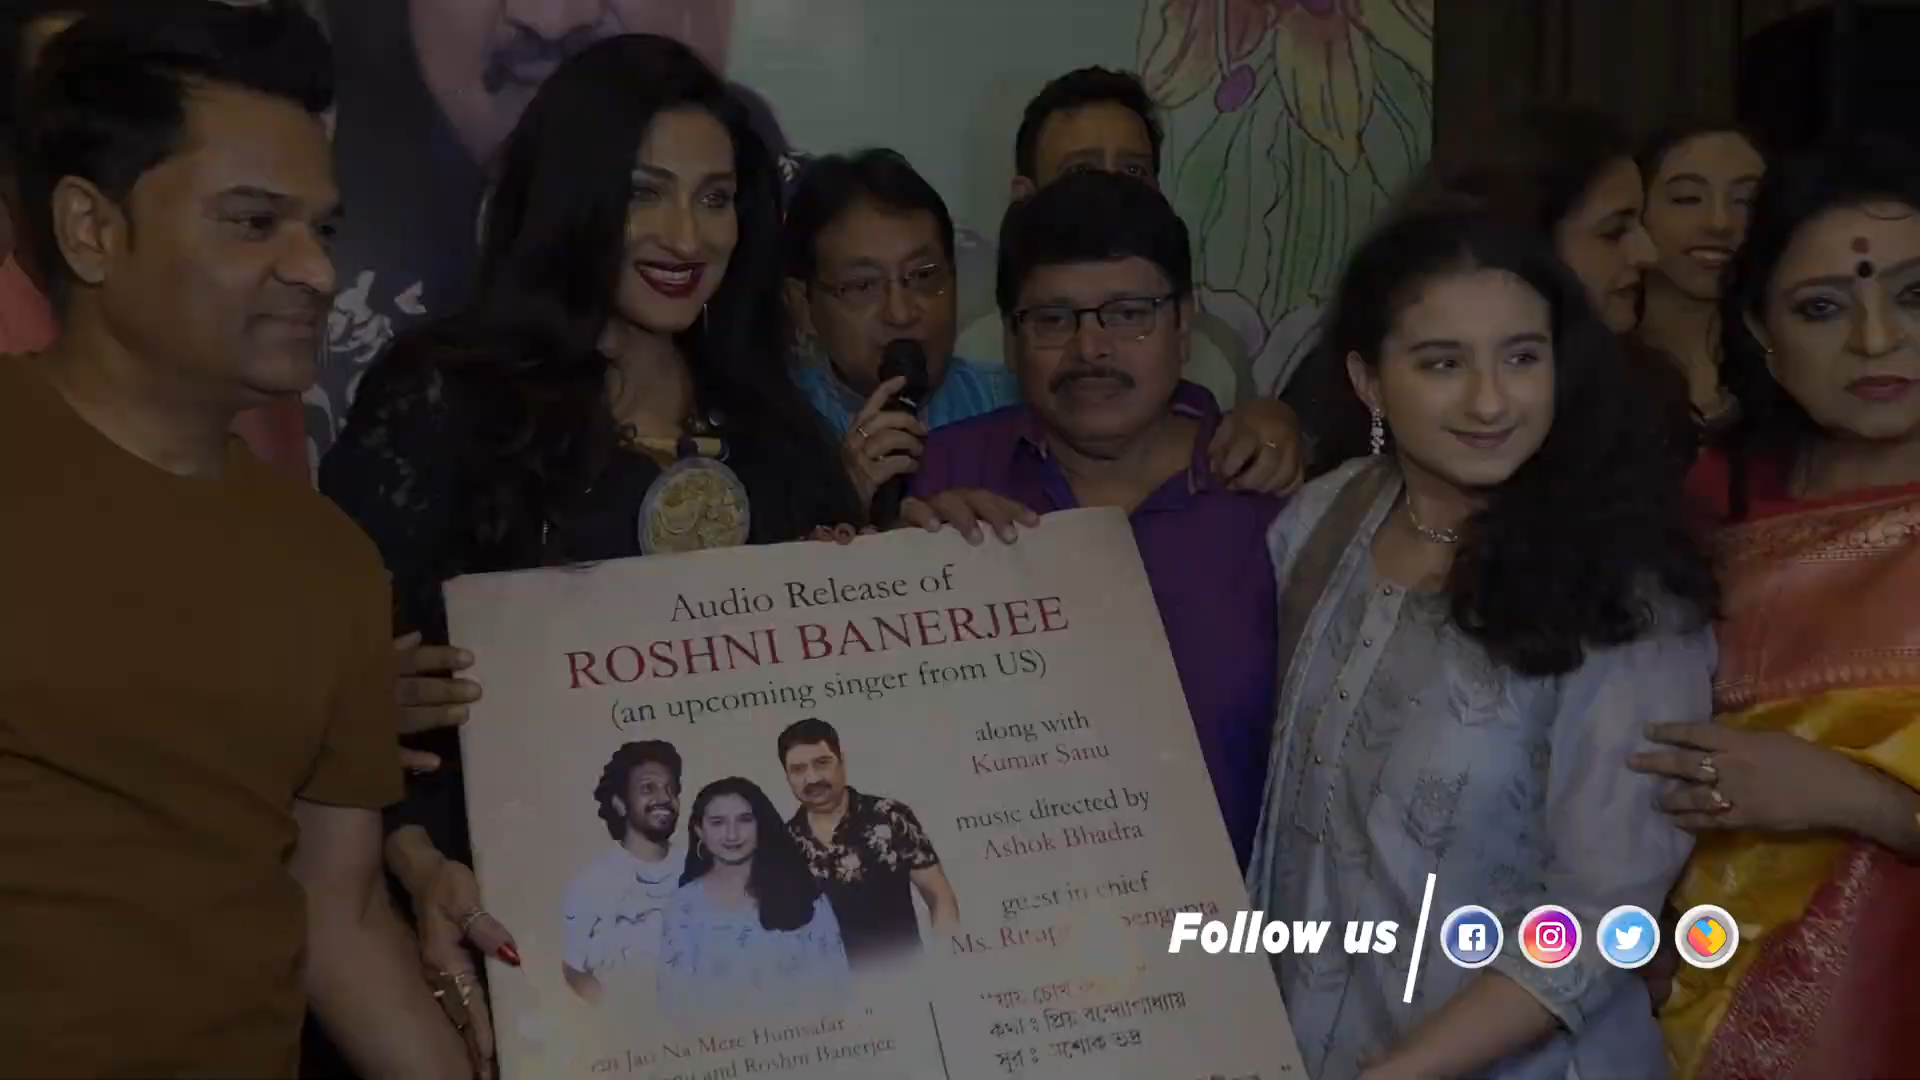 Audio Release of
ROSHNI BANERJEE
(an upcoming singer from US)
along with
Kumar Sanu
music directed by
Ashok Bhadra
guest in chief
Ms.
Jao Na Mere Humsafar..."
and Roshni Banerjee
কথা : প্রিয় বন্দ্যোপাধ্যায়
সুর : অশোক ভদ্র
Follow us